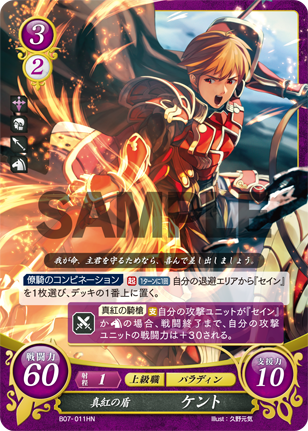 3
2
SAMPLE
我が命、主君を守るためなら、喜んで差し出しましょう。
僚騎のコンビネーション 起 1ターンに1回 自分の退避エリアから『セイン』
を1枚選び、デッキの1番上に置く。
真紅の騎槍 支 自分の攻撃ユニットが『セイン』
か の場合、戦闘終了まで、自分の攻撃
ユニットの戦闘力は+30される。
戦闘力
60
射程 1
上級職
パラディン
支援力
10
真紅の盾 ケント
B07-011HN
Illust:久野元気